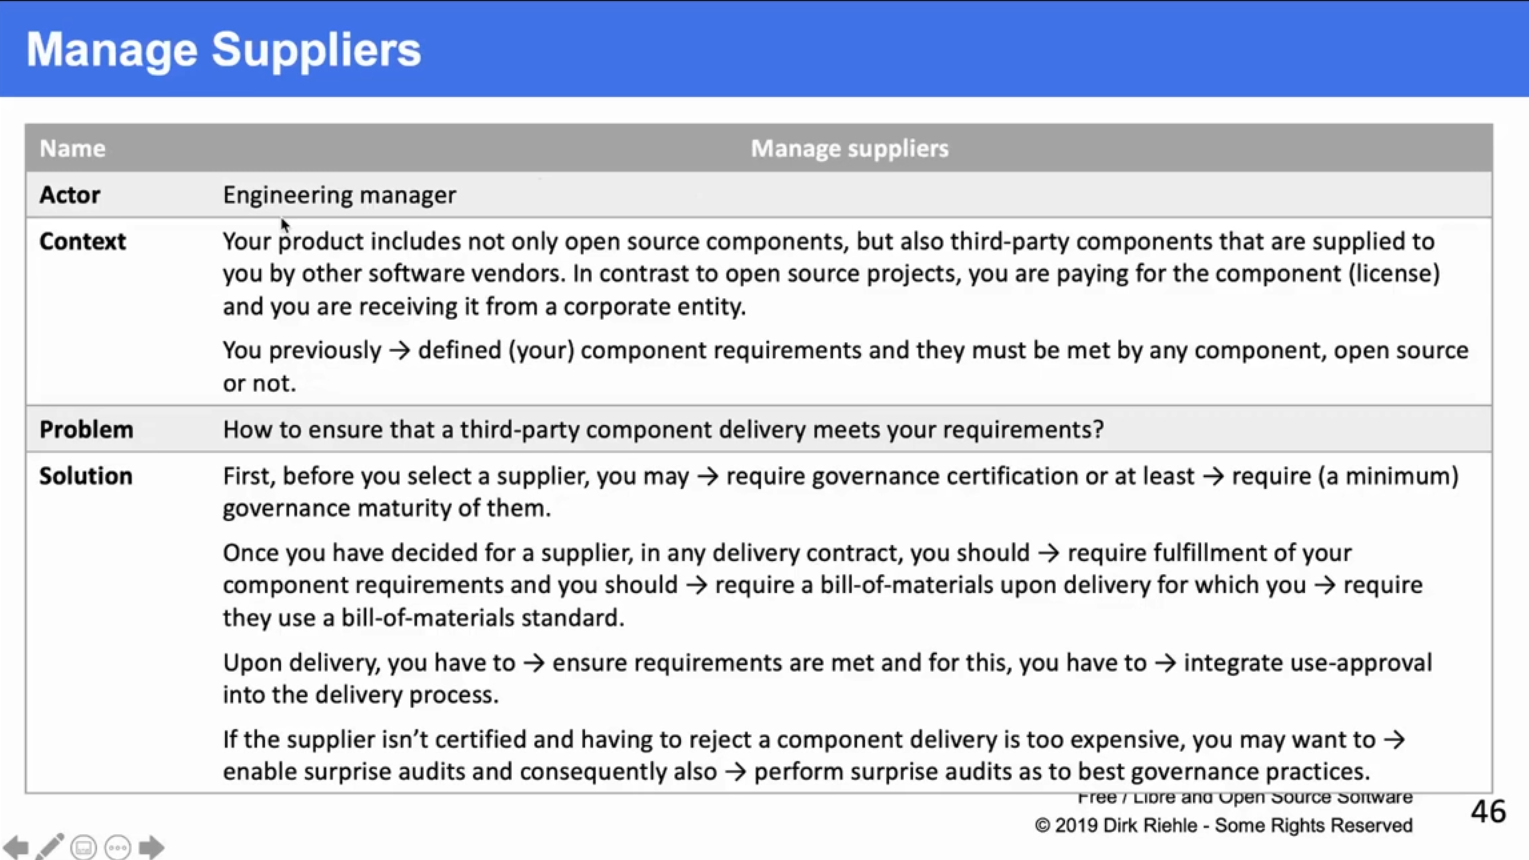 Manage Suppliers
Name
Manage suppliers
Actor
Engineering manager
Context
Your product includes not only open source components, but also third-party components that are supplied to
you by other software vendors. In contrast to open source projects, you are paying for the component (license)
and you are receiving it from a corporate entity.
You previously → defined (your) component requirements and they must be met by any component, open source
or not.
Problem
How to ensure that a third-party component delivery meets your requirements?
Solution
First, before you select a supplier, you may → require governance certification or at least → require (a minimum)
governance maturity of them.
Once you have decided for a supplier, in any delivery contract, you should → require fulfillment of your
component requirements and you should → require a bill-of-materials upon delivery for which you → require
they use a bill-of-materials standard.
Upon delivery, you have to → ensure requirements are met and for this, you have to → integrate use-approval
into the delivery process.
If the supplier isn’t certified and having to reject a component delivery is too expensive, you may want to →
enable surprise audits and consequently also → perform surprise audits as to best governance practices.
Free / Libre and Open Source Software
© 2019 Dirk Riehle - Some Rights Reserved
46